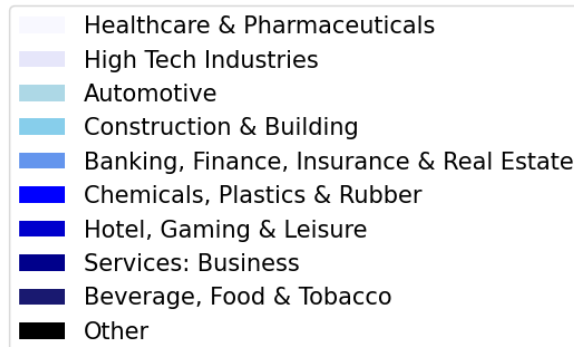 Healthcare & Pharmaceuticals
High Tech Industries
Automotive
Construction & Building
Banking, Finance, Insurance & Real Estate
Chemicals, Plastics & Rubber
Hotel, Gaming & Leisure
Services: Business
Beverage, Food & Tobacco
Other